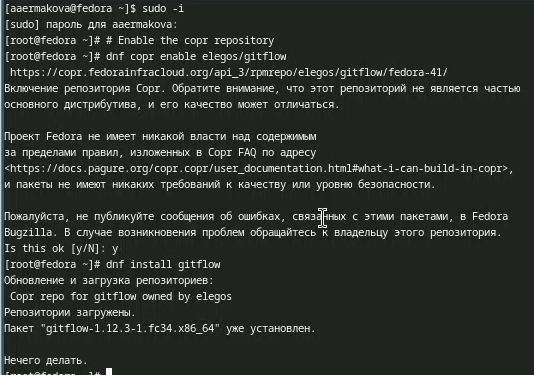 [aaermakova@fedora ~]$ sudo -i
[sudo] пароль для aaermakova:
[root@fedora ~]# # Enable the copr repository
[root@fedora ~]# dnf copr enable elegos/gitflow
https://copr.fedorainfracloud.org/api_3/rpmrepo/elegos/gitflow/fedora-41/
Включение репозитория Copr. Обратите внимание, что этот репозиторий не является частью
основного дистрибутива, и его качество может отличаться.
Проект Fedora не имеет никакой власти над содержимым
за пределами правил, изложенных в Copr FAQ по адресу
<https://docs.pagure.org/copr.copr/user_documentation.html#what-i-can-build-in-copr>,
и пакеты не имеют никаких требований к качеству или уровню безопасности.
Пожалуйста, не публикуйте сообщения об ошибках, связанных с этими пакетами, в Fedora
Bugzilla. В случае возникновения проблем обращайтесь к владельцу этого репозитория.
Is this ok [y/N]: y
[root@fedora ~]# dnf install gitflow
Обновление и загрузка репозиториев:
Copr repo for gitflow owned by elegos
Репозитории загружены.
Пакет "gitflow-1.12.3-1.fc34.x86_64" уже установлен.
Нечего делать.
[root@fedora ~]#